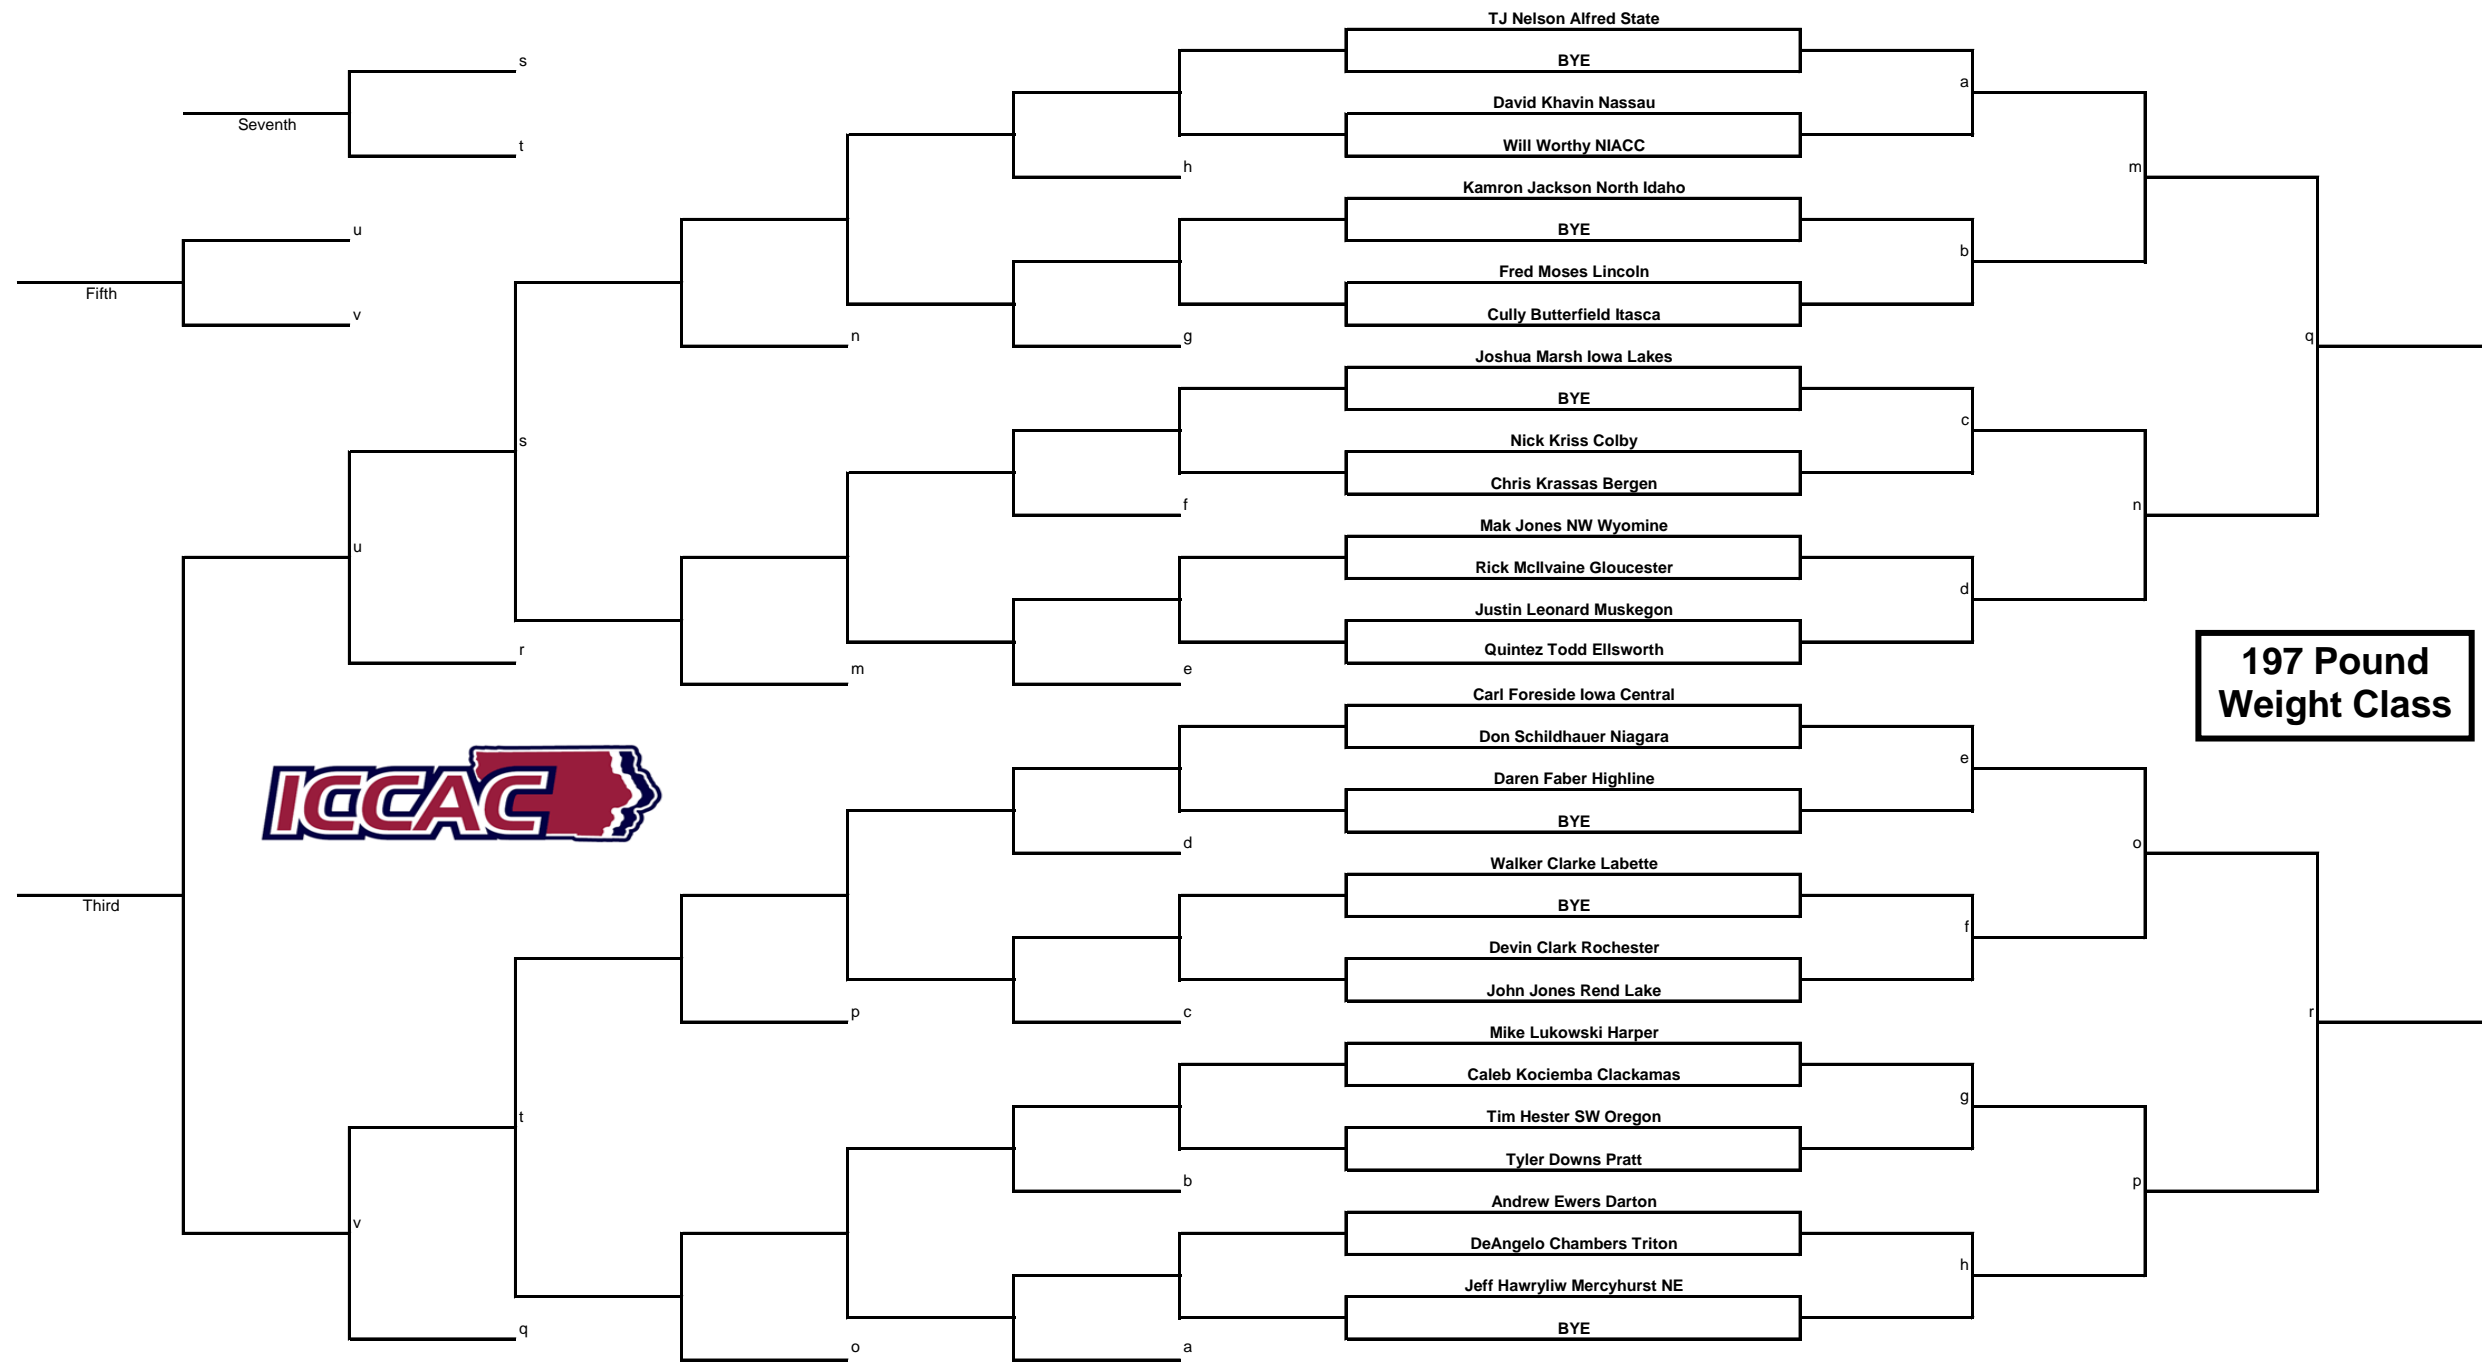 TJ Nelson Alfred State
BYE
David Khavin Nassau
Will Worthy NIACC
Kamron Jackson North Idaho
BYE
Fred Moses Lincoln
Cully Butterfield Itasca
Joshua Marsh Iowa Lakes
BYE
Nick Kriss Colby
Chris Krassas Bergen
Mak Jones NW Wyomine
Rick McIlvaine Gloucester
Justin Leonard Muskegon
Quintez Todd Ellsworth
Carl Foreside Iowa Central
Don Schildhauer Niagara
Daren Faber Highline
BYE
Walker Clarke Labette
BYE
Devin Clark Rochester
John Jones Rend Lake
Mike Lukowski Harper
Caleb Kociemba Clackamas
Tim Hester SW Oregon
Tyler Downs Pratt
Andrew Ewers Darton
DeAngelo Chambers Triton
Jeff Hawryliw Mercyhurst NE
BYE
a
b
c
d
e
f
g
h
m
n
o
p
q
r
197 Pound
Weight Class
h
g
f
e
d
c
b
a
n
m
p
o
s
t
Seventh
u
v
Fifth
s
r
t
q
u
v
Third
ICCAC